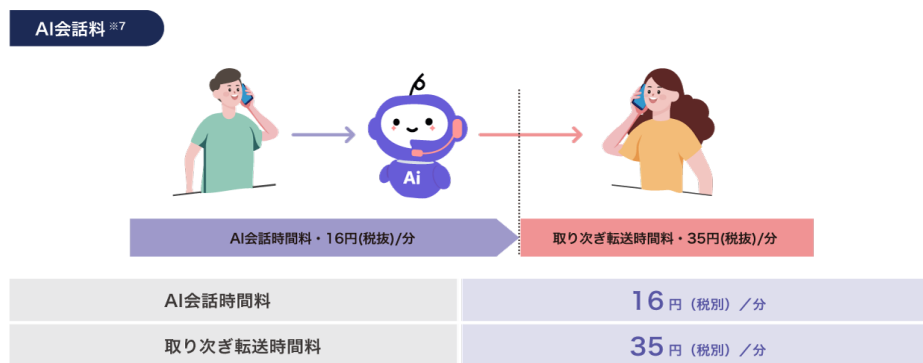 AI会話料 ※7
Ai
AI会話時間料・16円(税抜)/分
取り次ぎ転送時間料・35円(税抜)/分
AI会話時間料 16円（税別）／分
取り次ぎ転送時間料 35円（税別）／分